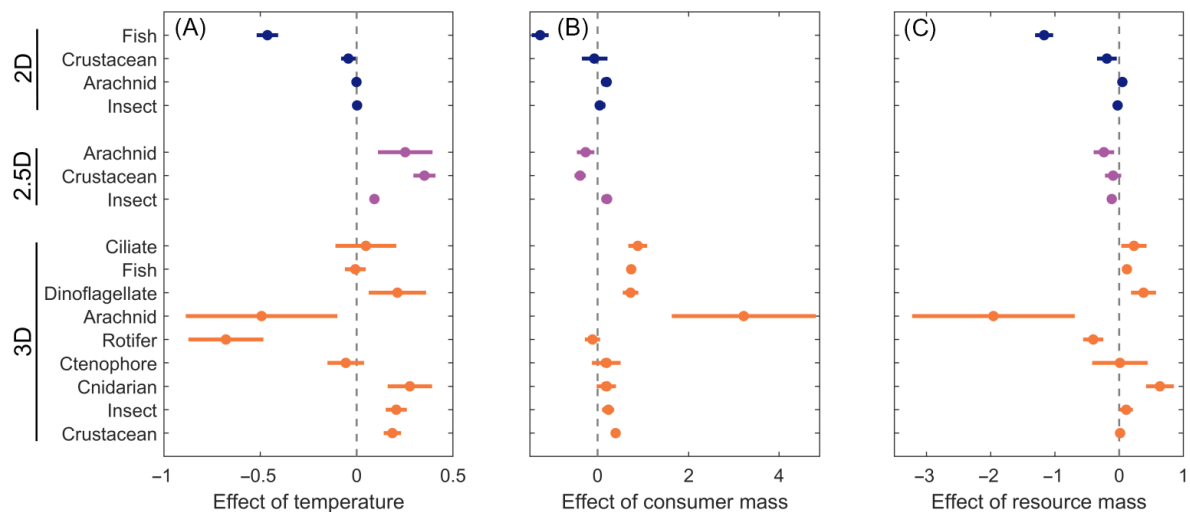 (A)
(B)
(C)
2D
Fish
Crustacean
Arachnid
Insect
2.5D
Arachnid
Crustacean
Insect
3D
Ciliate
Fish
Dinoflagellate
Arachnid
Rotifer
Ctenophore
Cnidarian
Insect
Crustacean
−1 −0.5 0 0.5
0 2 4
−3 −2 −1 0 1
Effect of temperature
Effect of consumer mass
Effect of resource mass